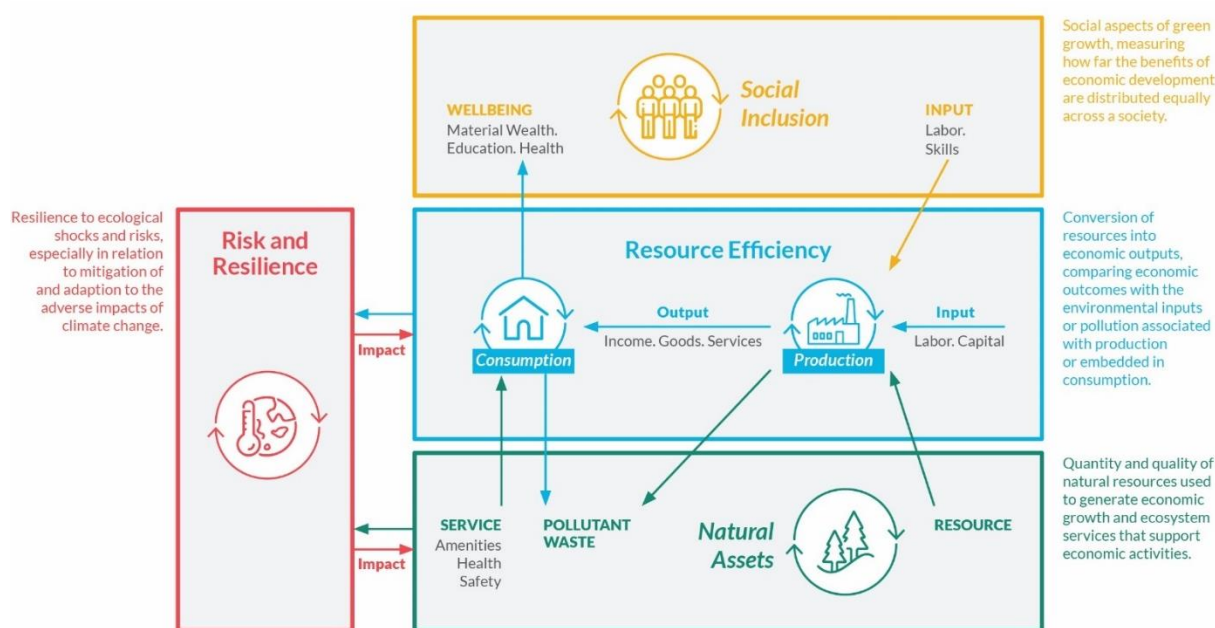 Social aspects of green
growth, measuring
how far the benefits of
economic development
are distributed equally
across a society.
Social
Inclusion
WELLBEING
Material Wealth.
Education. Health
INPUT
Labor.
Skills
Resilience to ecological
shocks and risks,
especially in relation
to mitigation of
and adaption to the
adverse impacts of
climate change.
Risk and
Resilience
Impact
Impact
Resource Efficiency
Consumption
Output
Income. Goods. Services
Production
Input
Labor. Capital
Conversion of
resources into
economic outputs,
comparing economic
outcomes with the
environmental inputs
or pollution associated
with production
or embedded in
consumption.
SERVICE
Amenities
Health
Safety
POLLUTANT
WASTE
Natural
Assets
RESOURCE
Quantity and quality of
natural resources used
to generate economic
growth and ecosystem
services that support
economic activities.